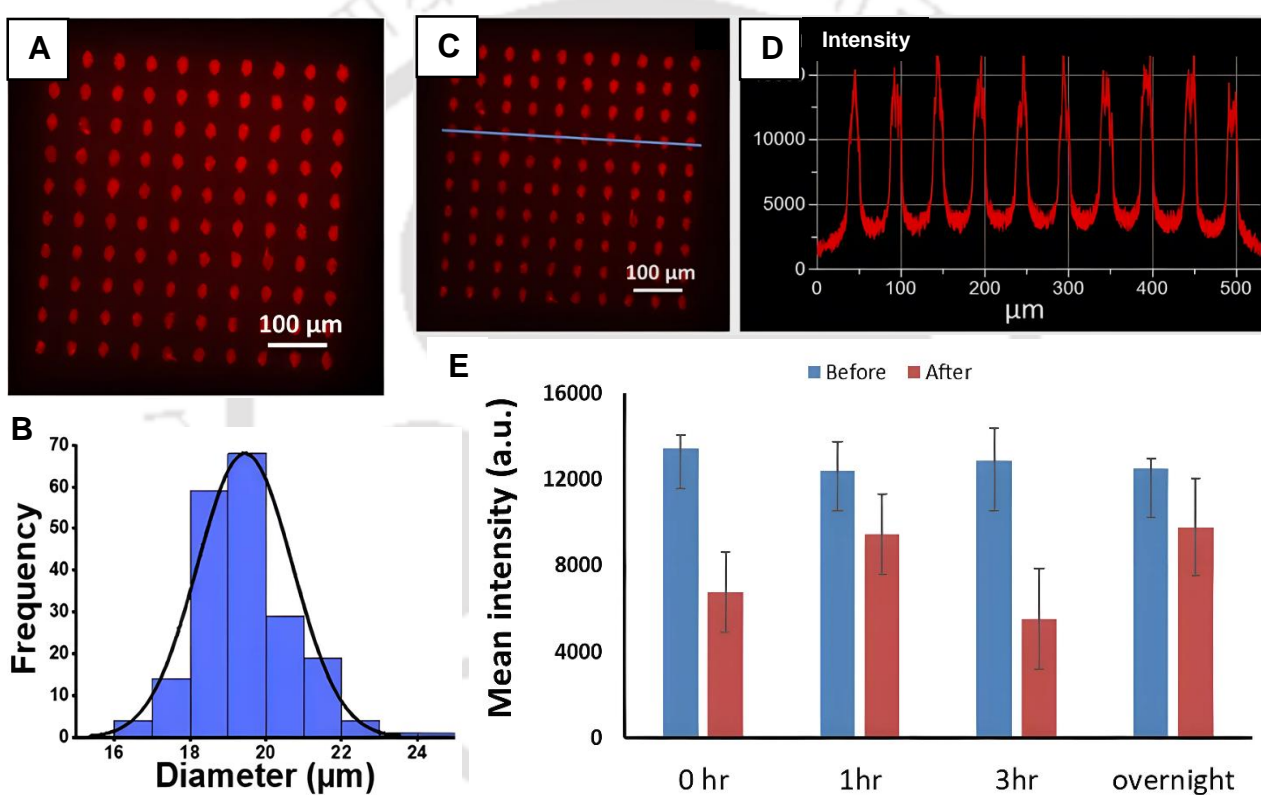 A
100 µm
C
100 µm
D
Intensity
10000
5000
0
0 100 200 300 400 500
µm
B
Frequency
70
60
50
40
30
20
10
0
16 18 20 22 24
Diameter (µm)
E
Before After
Mean intensity (a.u.)
16000
12000
8000
4000
0
0 hr 1hr 3hr overnight